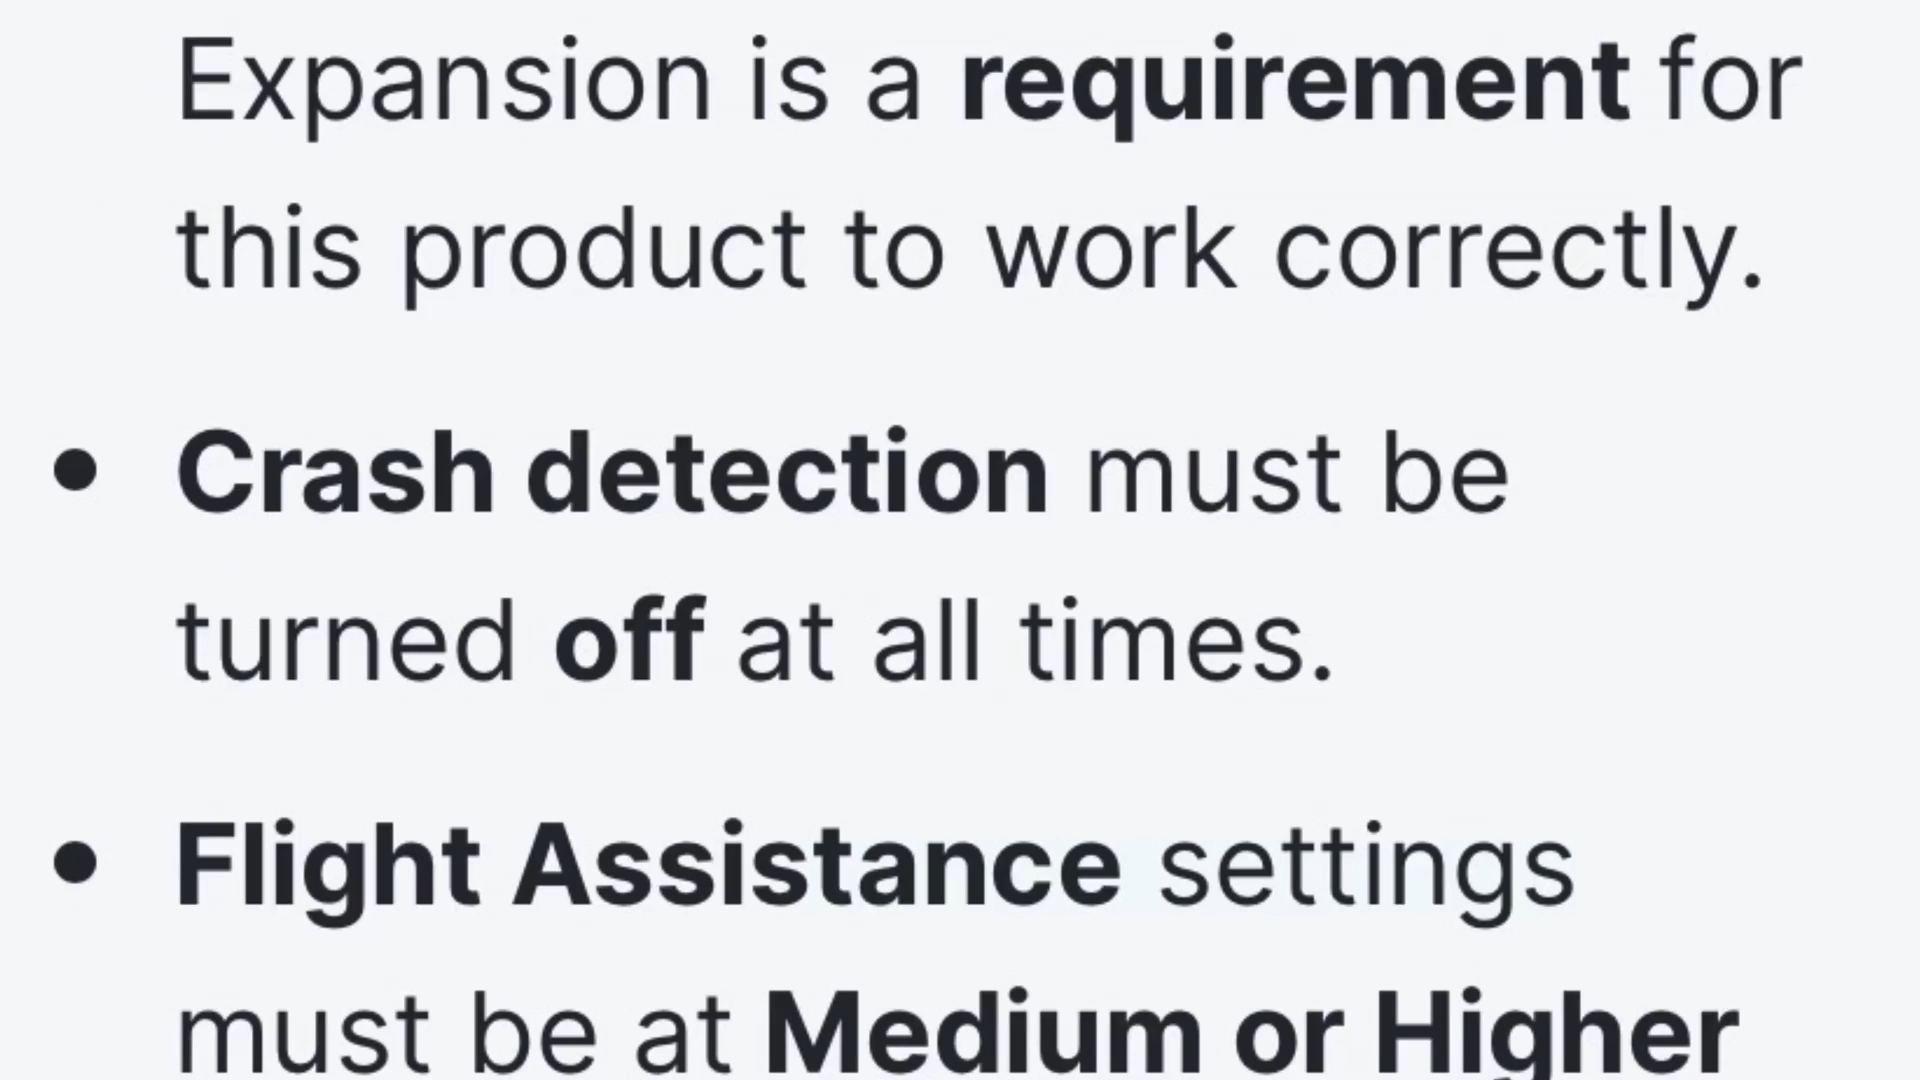 Expansion is a requirement for
this product to work correctly.
• Crash detection must be
turned off at all times.
• Flight Assistance settings
must be at Medium or Higher